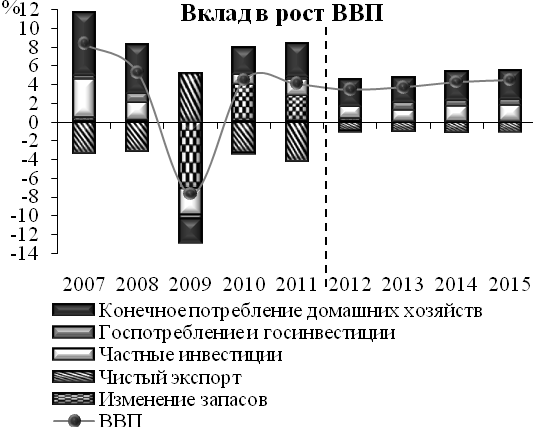 %
Вклад в рост ВВП
12
10
8
6
4
2
0
-2
-4
-6
-8
-10
-12
-14
2007 2008 2009 2010 2011 2012 2013 2014 2015
Конечное потребление домашних хозяйств
Госпотребление и госинвестиции
Частные инвестиции
Чистый экспорт
Изменение запасов
ВВП